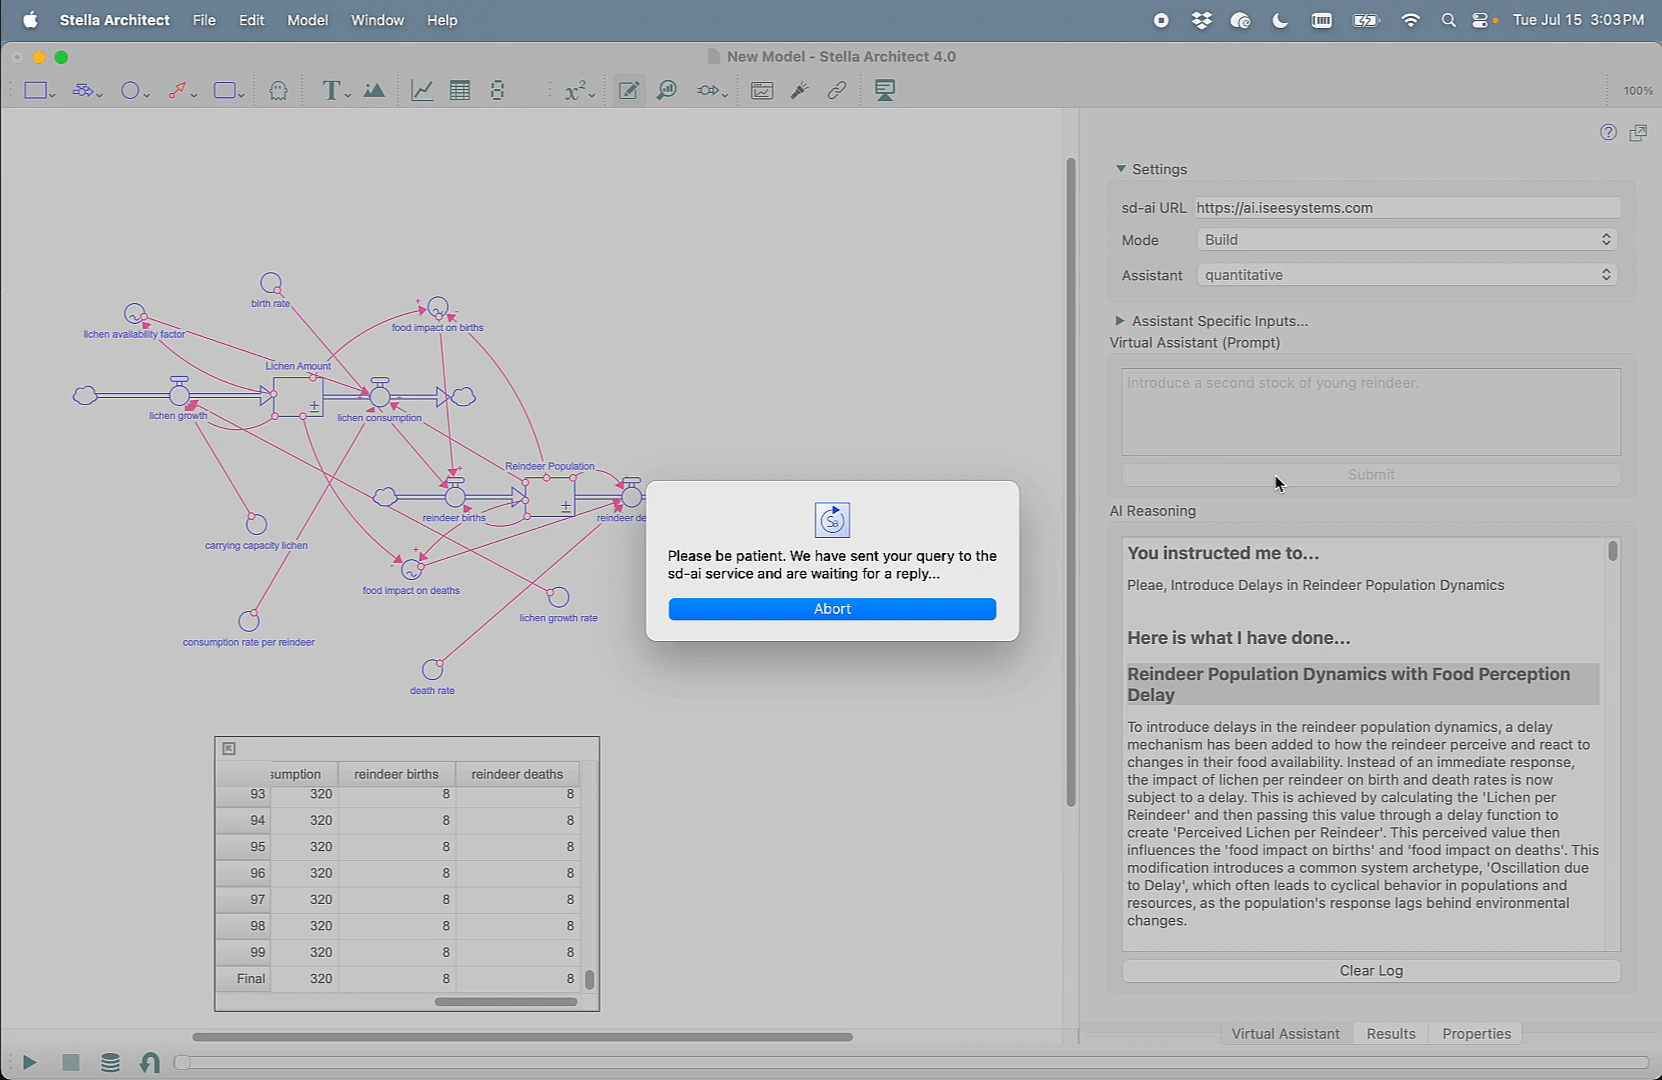 Stella Architect File Edit Model Window Help
Tue Jul 15 3:03 PM
New Model - Stella Architect 4.0
100%
Settings
sd-ai URL https://ai.iseesystems.com
Mode Build
Assistant quantitative
Assistant Specific Inputs...
Virtual Assistant (Prompt)
Introduce a second stock of young reindeer.
Submit
AI Reasoning
You instructed me to...
Pleae, Introduce Delays in Reindeer Population Dynamics
Here is what I have done...
Reindeer Population Dynamics with Food Perception
Delay
To introduce delays in the reindeer population dynamics, a delay
mechanism has been added to how the reindeer perceive and react to
changes in their food availability. Instead of an immediate response,
the impact of lichen per reindeer on birth and death rates is now
subject to a delay. This is achieved by calculating the 'Lichen per
Reindeer' and then passing this value through a delay function to
create 'Perceived Lichen per Reindeer'. This perceived value then
influences the 'food impact on births' and 'food impact on deaths'. This
modification introduces a common system archetype, 'Oscillation due
to Delay', which often leads to cyclical behavior in populations and
resources, as the population's response lags behind environmental
changes.
Clear Log
Virtual Assistant Results Properties
birth rate
lichen availability factor
food impact on births
Lichen Amount
lichen growth
lichen consumption
Reindeer Population
reindeer births
reindeer de
carrying capacity lichen
food impact on deaths
lichen growth rate
consumption rate per reindeer
death rate
Sa
Please be patient. We have sent your query to the
sd-ai service and are waiting for a reply...
Abort
sumption reindeer births reindeer deaths
93 320 8 8
94 320 8 8
95 320 8 8
96 320 8 8
97 320 8 8
98 320 8 8
99 320 8 8
Final 320 8 8